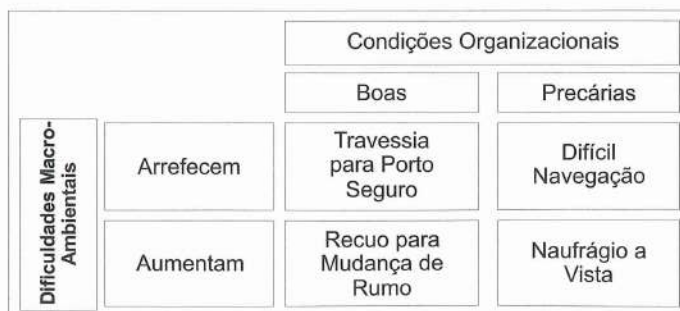 Condições Organizacionais
Boas
Precárias
Dificuldades Macro-
Ambientais
Arrefecem
Travessia
para Porto
Seguro
Difícil
Navegação
Aumentam
Recuo para
Mudança de
Rumo
Naufrágio a
Vista